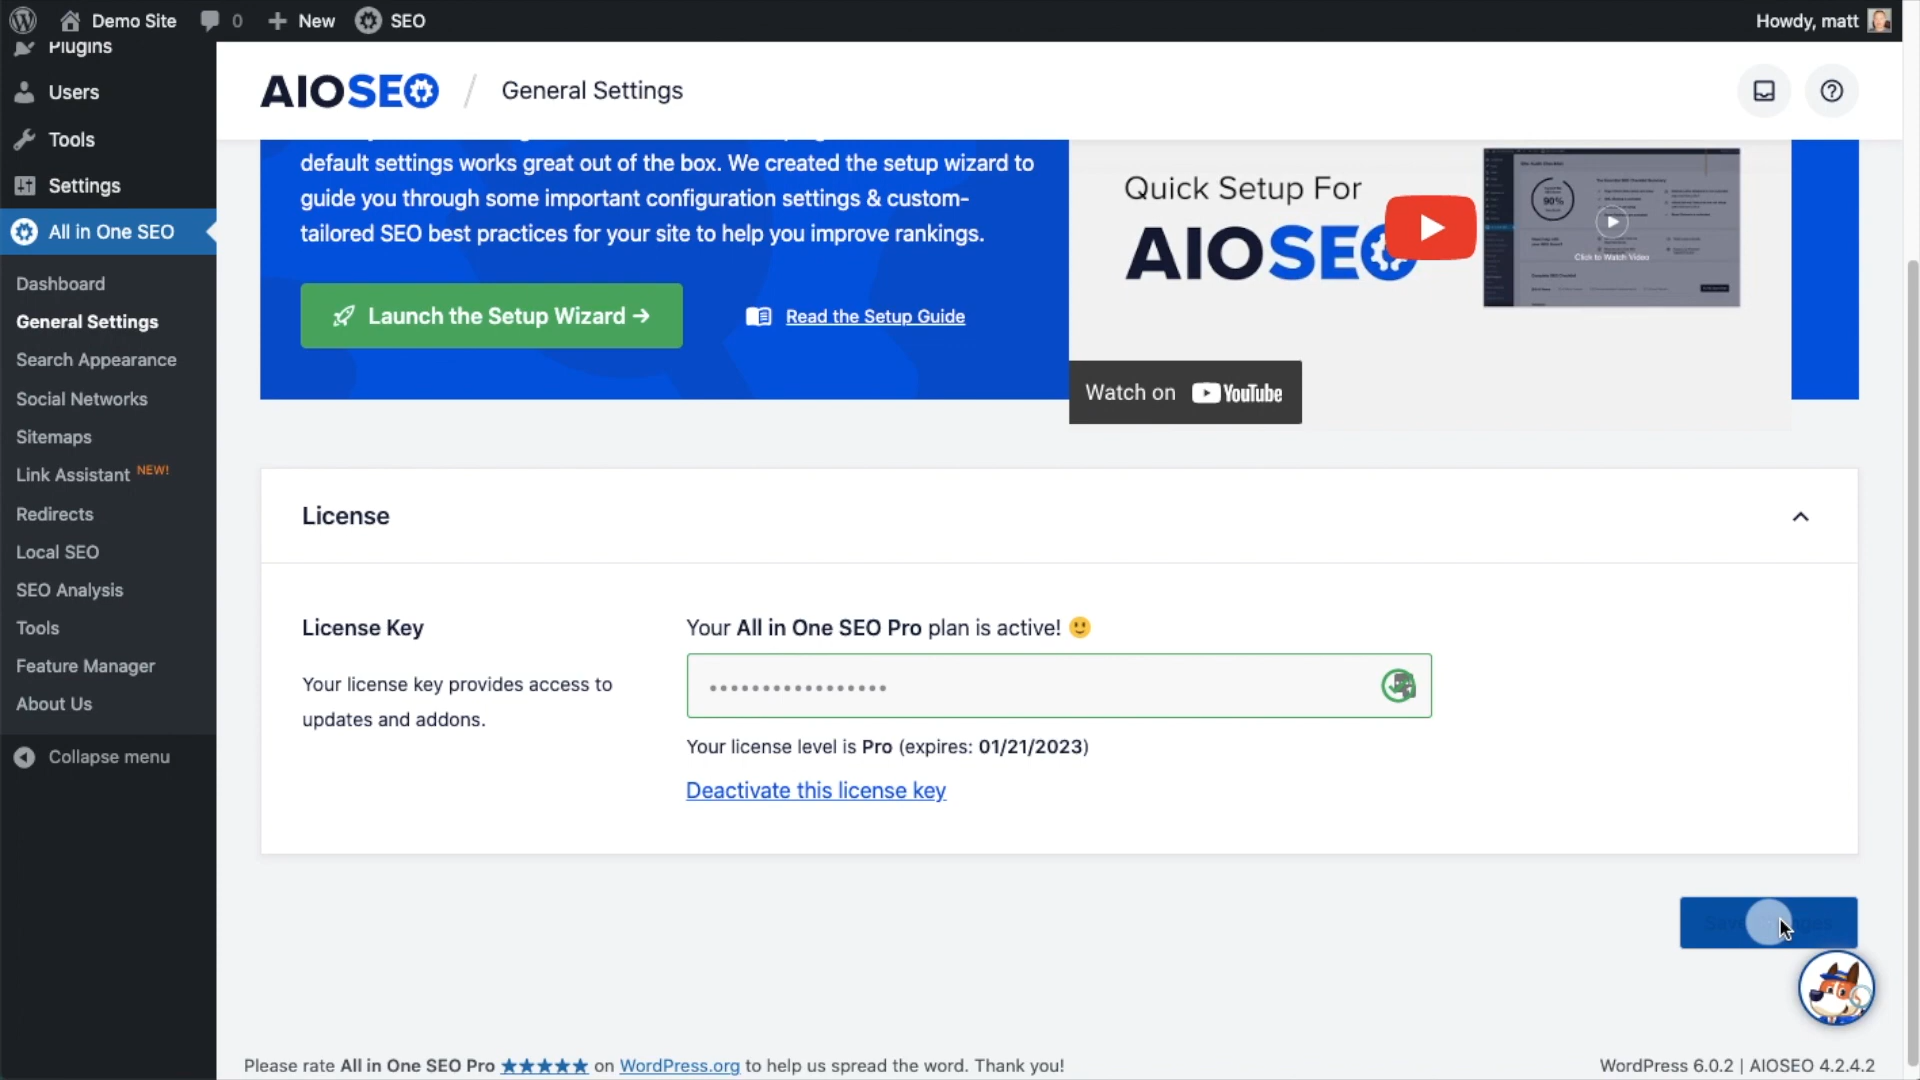 Demo Site
0
New
SEO
Howdy, matt
Plugins
Users
Tools
Settings
All in One SEO
Dashboard
General Settings
Search Appearance
Social Networks
Sitemaps
Link Assistant NEW!
Redirects
Local SEO
SEO Analysis
Tools
Feature Manager
About Us
Collapse menu
AIOSEO / General Settings
default settings works great out of the box. We created the setup wizard to
guide you through some important configuration settings & custom-
tailored SEO best practices for your site to help you improve rankings.
Launch the Setup Wizard →
Read the Setup Guide
Quick Setup For
AIOSEO
90%
Click to Watch Video
Watch on YouTube
License
License Key
Your license key provides access to
updates and addons.
Your All in One SEO Pro plan is active! 🙂
•••••••••••••••••
Your license level is Pro (expires: 01/21/2023)
Deactivate this license key
Please rate All in One SEO Pro ★★★★★ on WordPress.org to help us spread the word. Thank you!
WordPress 6.0.2 | AIOSEO 4.2.4.2